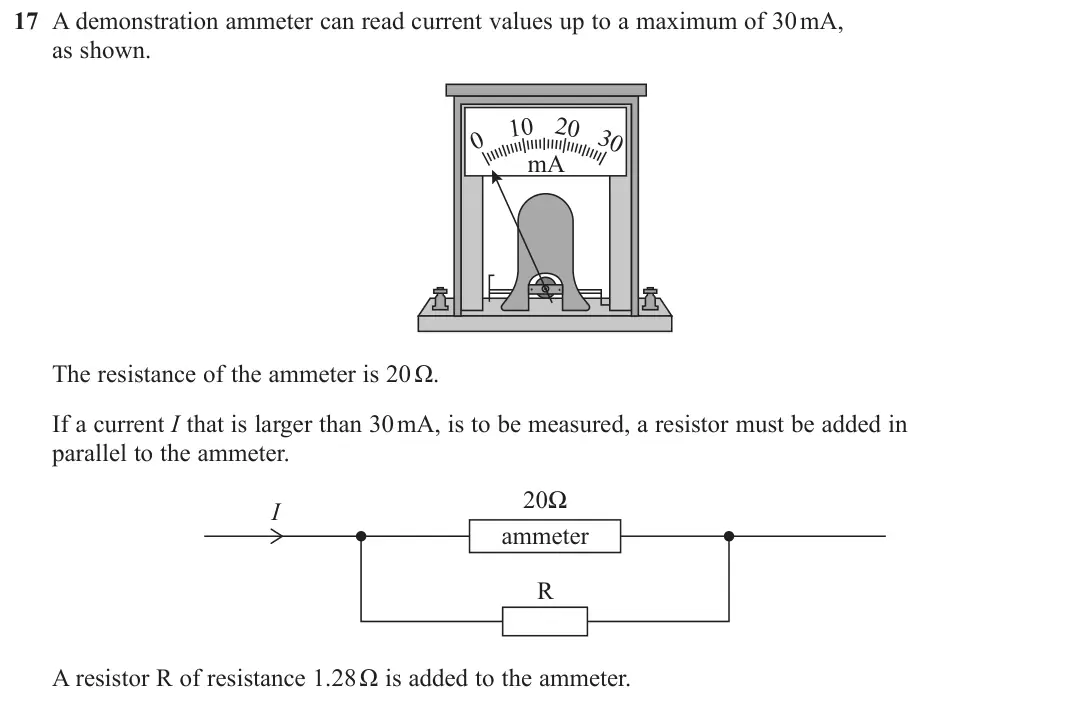 17 A demonstration ammeter can read current values up to a maximum of 30 mA,
as shown.
0 10 20 30
mA
The resistance of the ammeter is 20 Ω.
If a current I that is larger than 30 mA, is to be measured, a resistor must be added in
parallel to the ammeter.
20Ω
I
ammeter
R
A resistor R of resistance 1.28 Ω is added to the ammeter.